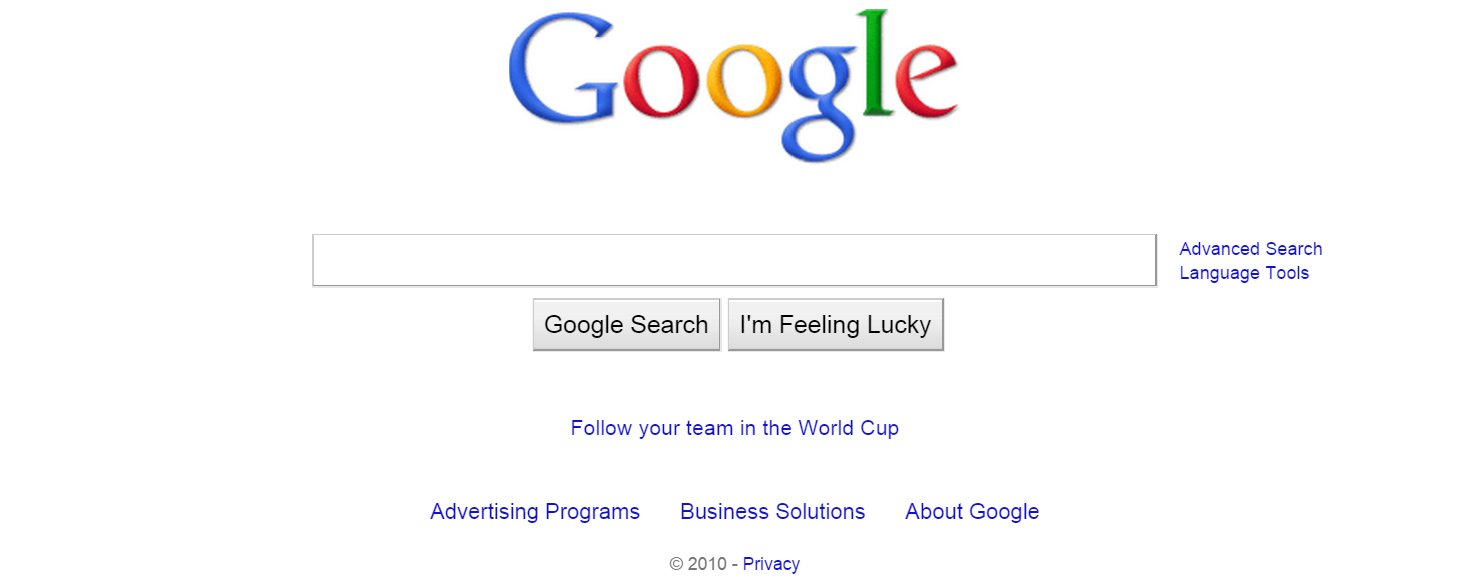 Google
Advanced Search
Language Tools
Google Search I'm Feeling Lucky
Follow your team in the World Cup
Advertising Programs Business Solutions About Google
© 2010 - Privacy